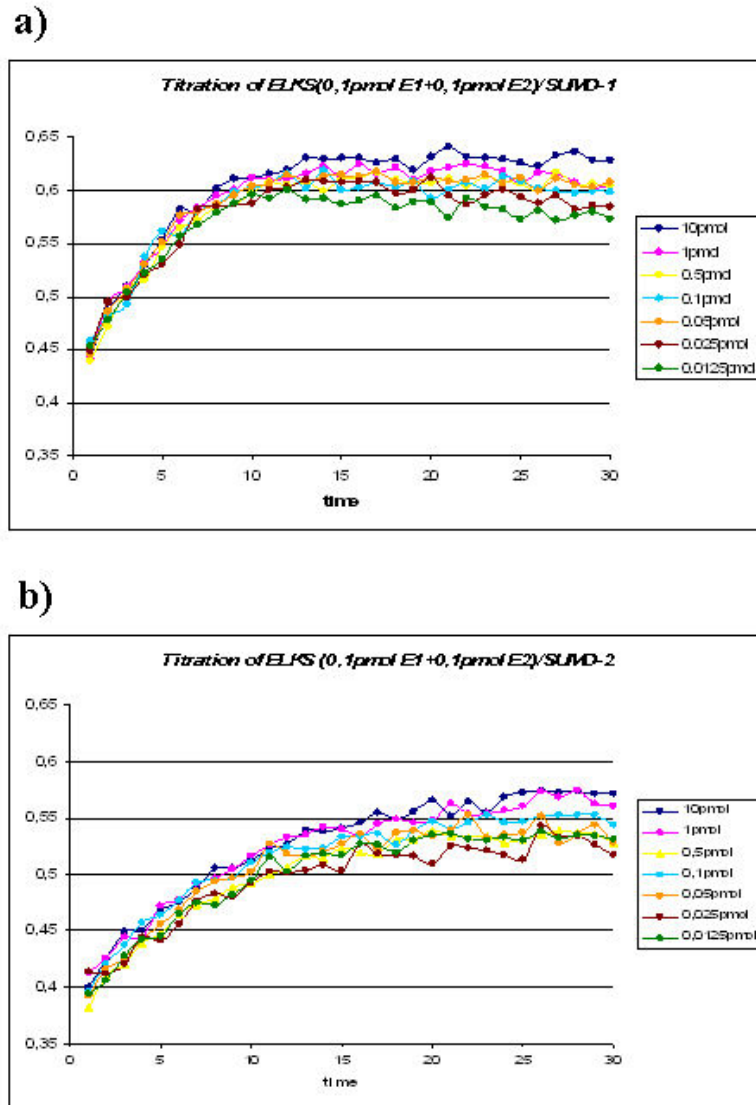 a)
Titration of ELKS(0,1pmol E1+0,1pmol E2)/SUMO-1
0,65
0,6
0,55
0,5
0,45
0,4
0,35
0 5 10 15 20 25 30
time
10pmol
1pmol
0.5pmol
0.1pmol
0.05pmol
0.025pmol
0.0125pmol
b)
Titration of ELKS (0,1pmol E1+0,1pmol E2)/SUMO-2
0,65
0,6
0,55
0,5
0,45
0,4
0,35
0 5 10 15 20 25 30
time
10pmol
1pmol
0,5pmol
0,1pmol
0,05pmol
0,025pmol
0,0125pmol